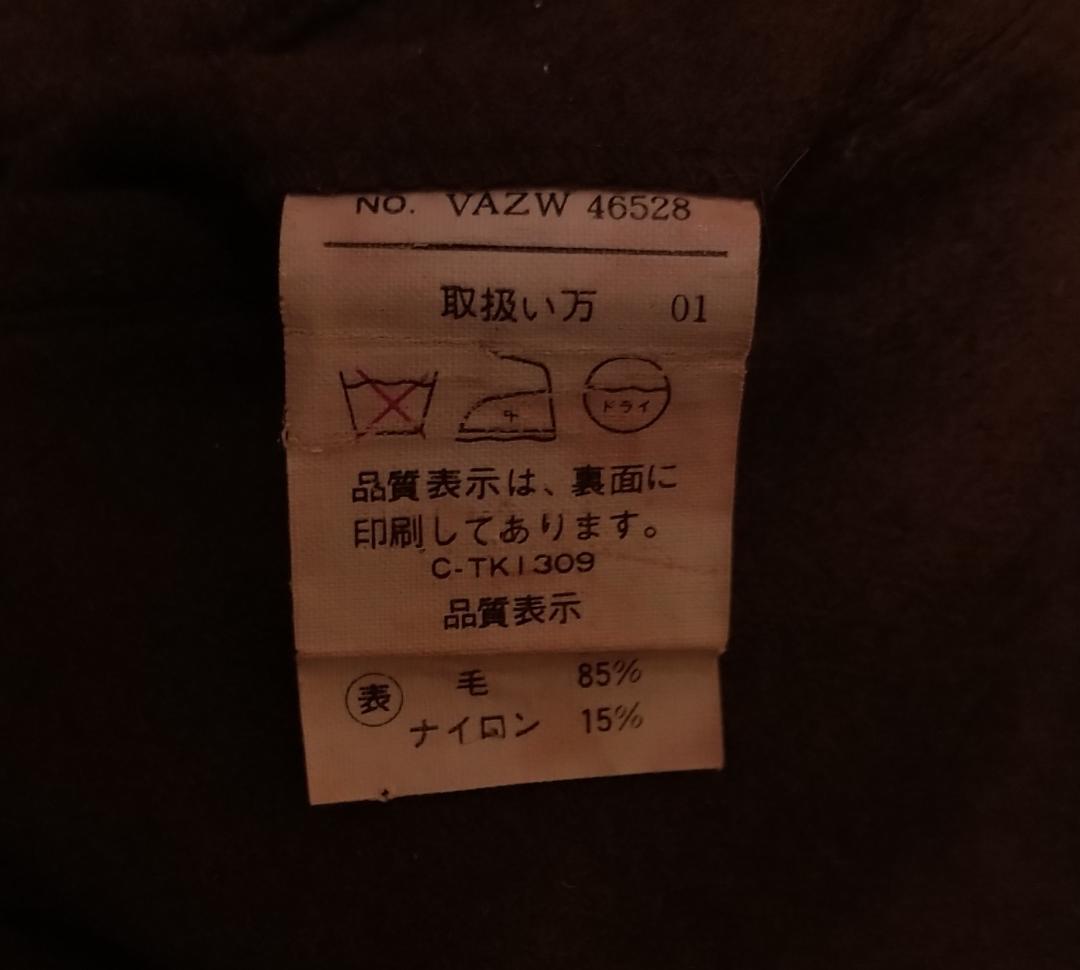 NO. VAZW 46528
取扱い方 01
中 ドライ
品質表示は、裏面に
印刷してあります。
C-TK1309
品質表示
表 毛 85%
ナイロン 15%